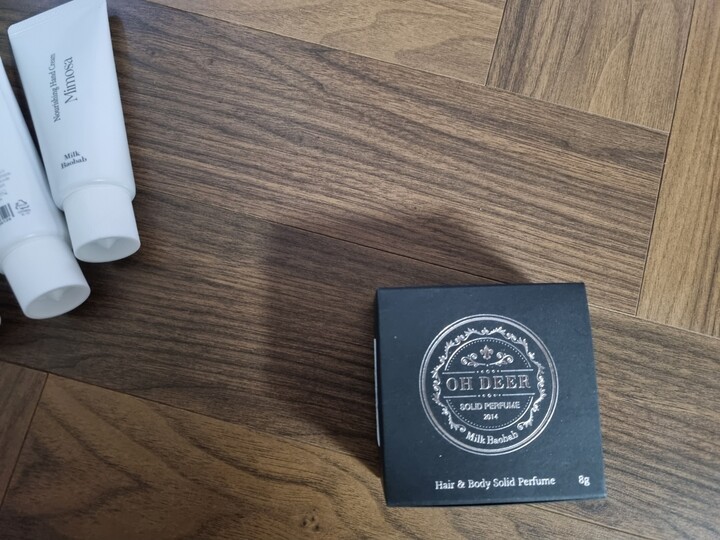 Nourishing Hand Cream
Mimosa
Milk
Baobab
OH DEER
SOLID PERFUME
2014
Milk Baobab
Hair & Body Solid Perfume 8g